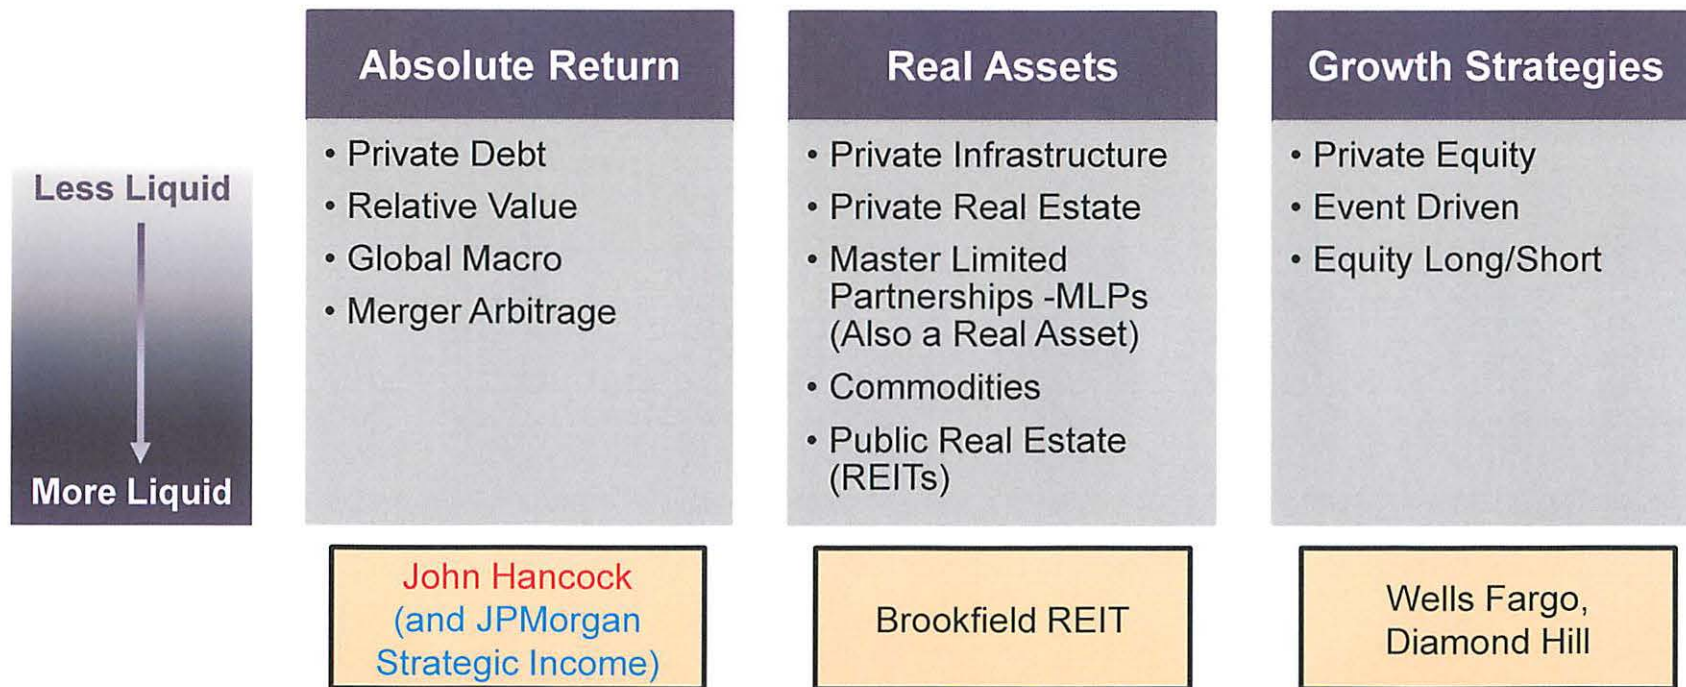 Less Liquid
More Liquid
Absolute Return
• Private Debt
• Relative Value
• Global Macro
• Merger Arbitrage
John Hancock
(and JPMorgan
Strategic Income)
Real Assets
• Private Infrastructure
• Private Real Estate
• Master Limited
Partnerships -MLPs
(Also a Real Asset)
• Commodities
• Public Real Estate
(REITs)
Brookfield REIT
Growth Strategies
• Private Equity
• Event Driven
• Equity Long/Short
Wells Fargo,
Diamond Hill